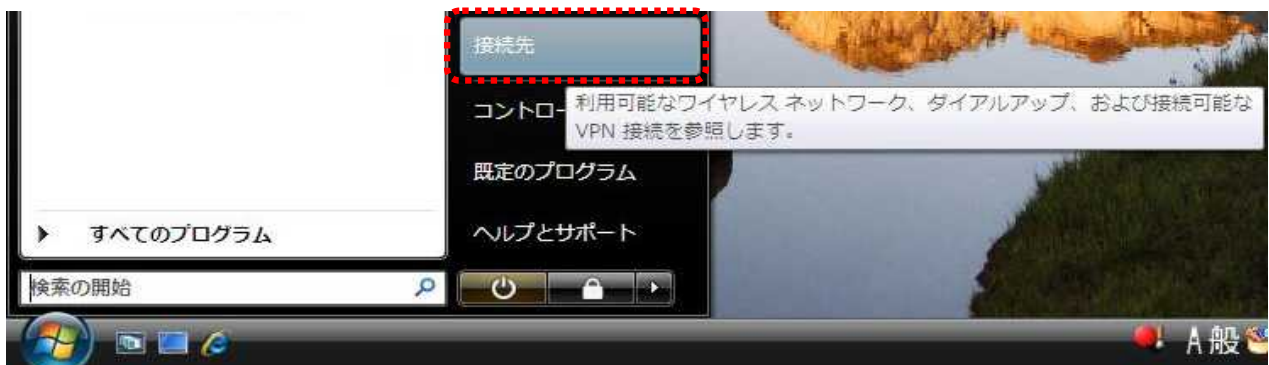 接続先
コントロー
利用可能なワイヤレス ネットワーク、ダイアルアップ、および接続可能な
VPN 接続を参照します。
既定のプログラム
すべてのプログラム
ヘルプとサポート
検索の開始
A 般